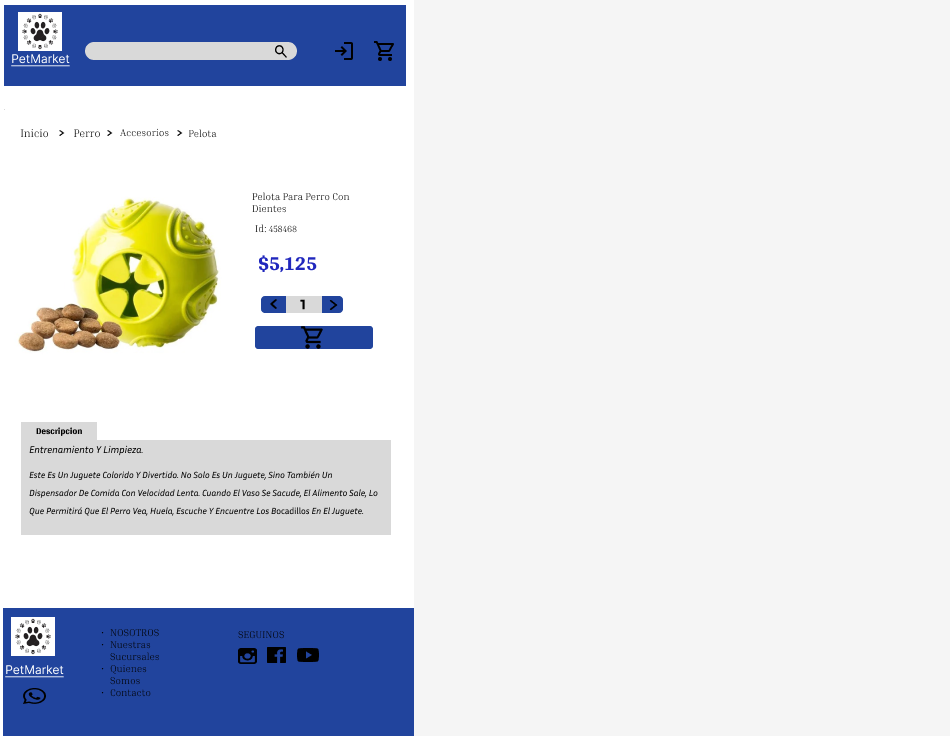 PetMarket
Inicio > Perro > Accesorios > Pelota
Pelota Para Perro Con
Dientes
Id: 458468
$5,125
1
Descripcion
Entrenamiento Y Limpieza.
Este Es Un Juguete Colorido Y Divertido. No Solo Es Un Juguete, Sino También Un
Dispensador De Comida Con Velocidad Lenta. Cuando El Vaso Se Sacude, El Alimento Sale, Lo
Que Permitirá Que El Perro Vea, Huela, Escuche Y Encuentre Los Bocadillos En El Juguete.
PetMarket
· NOSOTROS
· Nuestras
Sucursales
· Quienes
Somos
· Contacto
SEGUINOS